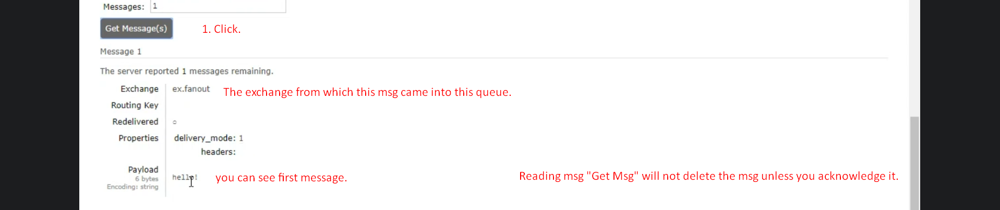 Messages: 1
Get Message(s) 1. Click.
Message 1
The server reported 1 messages remaining.
Exchange ex.fanout The exchange from which this msg came into this queue.
Routing Key
Redelivered ○
Properties delivery_mode: 1
headers:
Payload
6 bytes
Encoding: string
hello! you can see first message. Reading msg "Get Msg" will not delete the msg unless you acknowledge it.